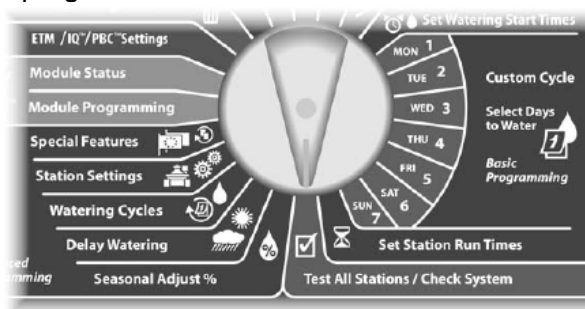 Set Watering Start Times
ETM /IQ™/PBC™Settings
Module Status
Module Programming
Special Features
Station Settings
Watering Cycles
Delay Watering
Seasonal Adjust %
MON 1
TUE 2
WED 3
THU 4
FRI 5
SAT 6
SUN 7
Custom Cycle
Select Days
to Water
1
Basic
Programming
Set Station Run Times
Test All Stations / Check System
%